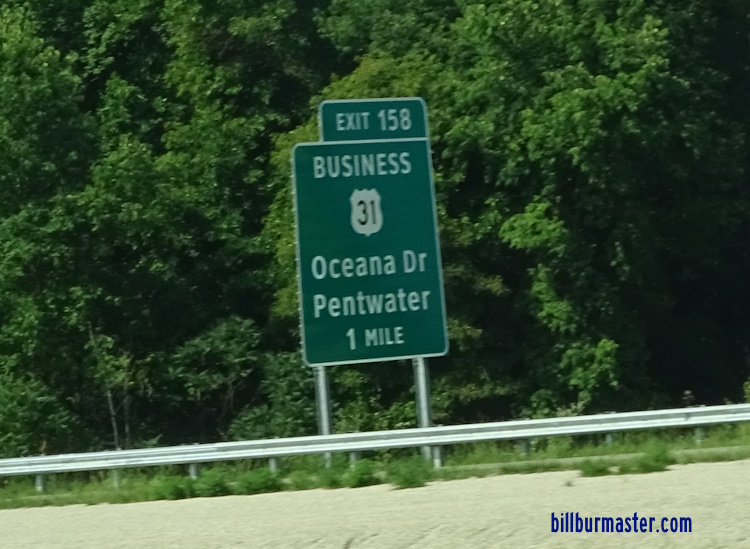 EXIT 158
BUSINESS
31
Oceana Dr
Pentwater
1 MILE
billburmaster.com